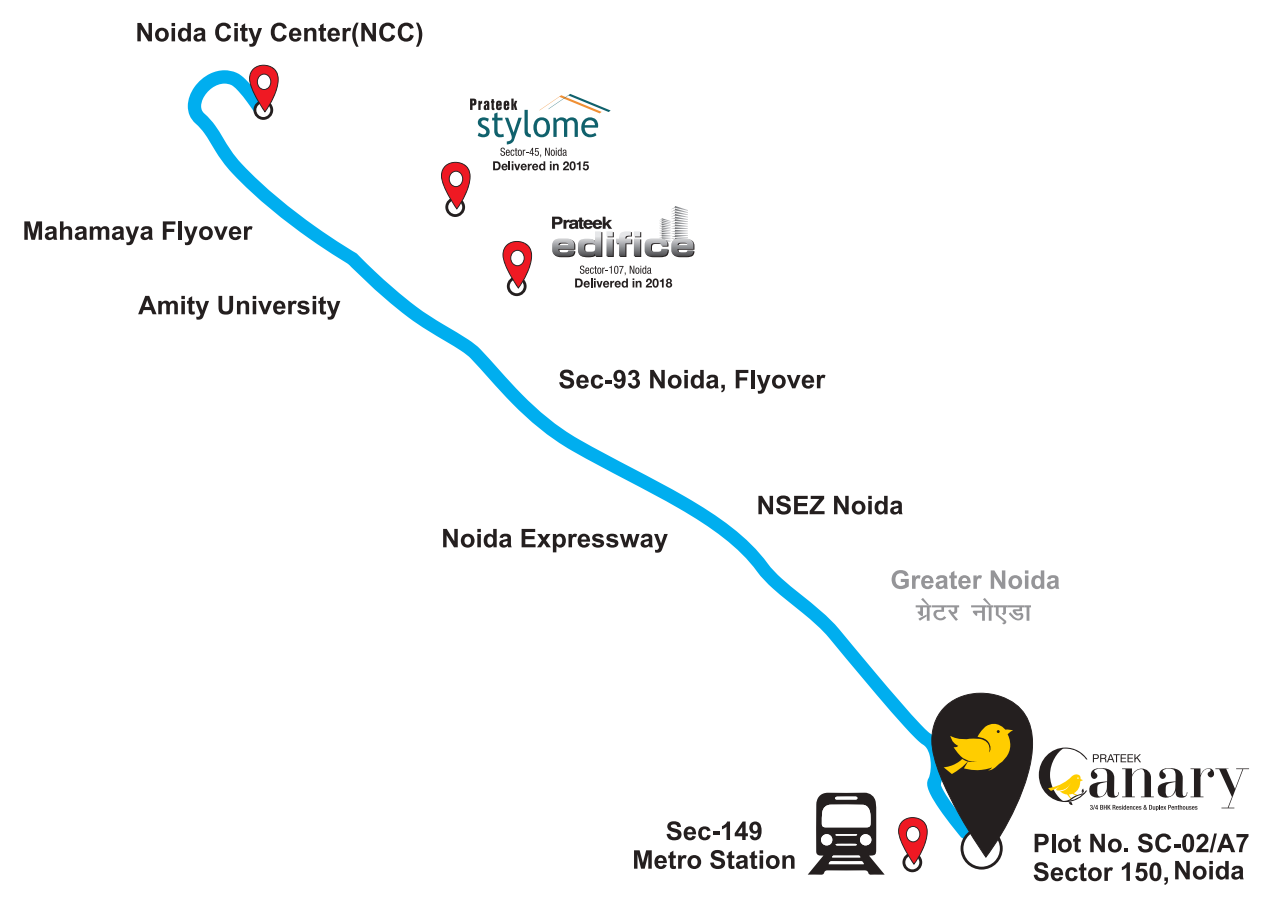 Noida City Center(NCC)
Prateek
stylome
Sector-45, Noida
Delivered in 2015
Mahamaya Flyover
Prateek
edifice
Sector-107, Noida
Delivered in 2018
Amity University
Sec-93 Noida, Flyover
NSEZ Noida
Noida Expressway
Greater Noida
ग्रेटर नोएडा
PRATEEK
Canary
3/4 BHK Residences & Duplex Penthouses
Sec-149
Metro Station
Plot No. SC-02/A7
Sector 150, Noida